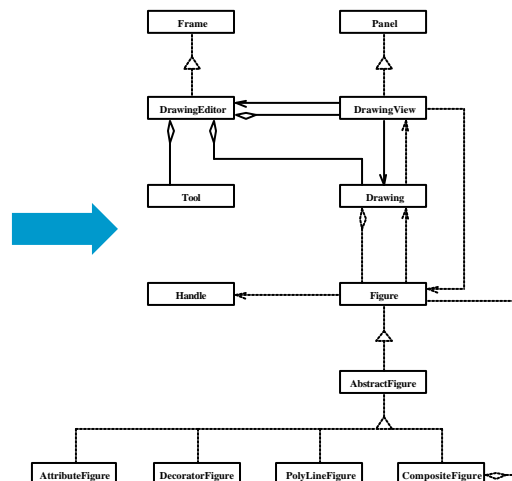 Frame
Panel
DrawingEditor
DrawingView
Tool
Drawing
Handle
Figure
AbstractFigure
AttributeFigure
DecoratorFigure
PolyLineFigure
CompositeFigure